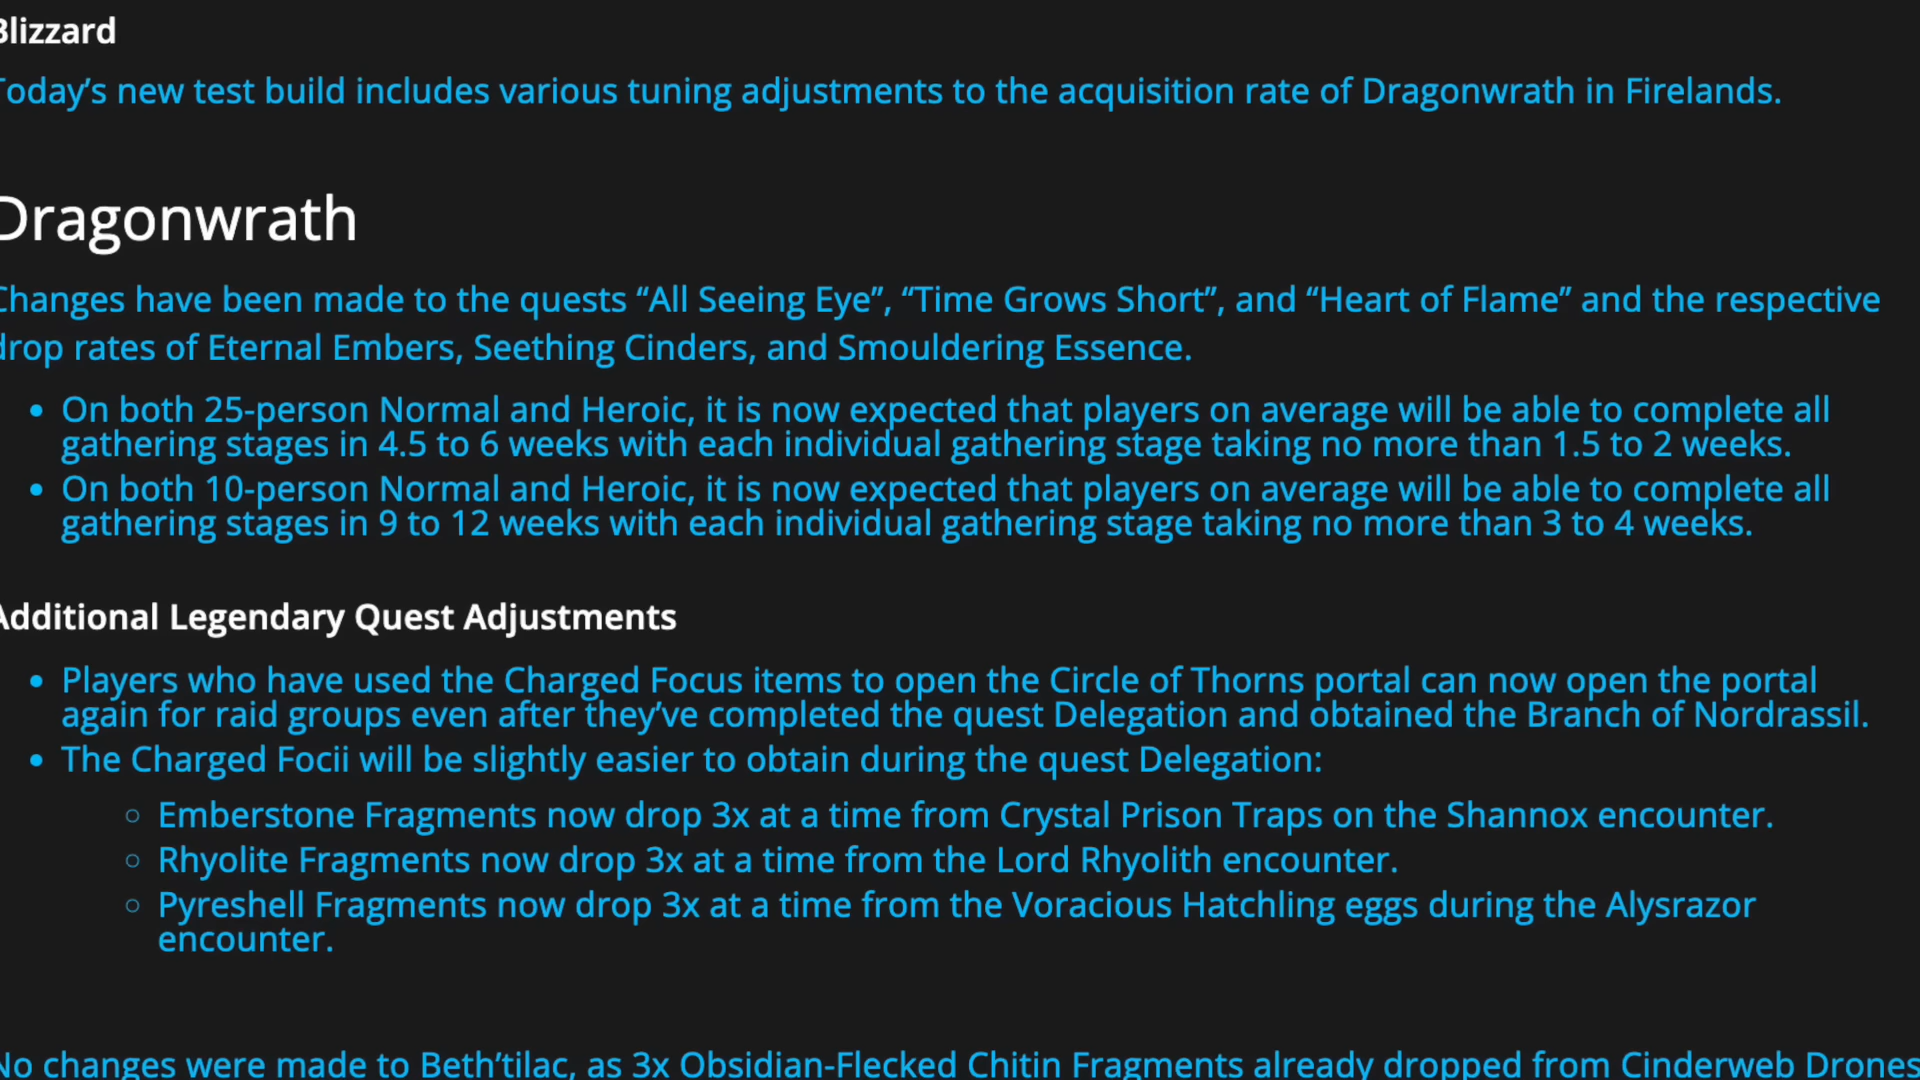 Blizzard
Today’s new test build includes various tuning adjustments to the acquisition rate of Dragonwrath in Firelands.
Dragonwrath
Changes have been made to the quests “All Seeing Eye”, “Time Grows Short”, and “Heart of Flame” and the respective
drop rates of Eternal Embers, Seething Cinders, and Smouldering Essence.
• On both 25-person Normal and Heroic, it is now expected that players on average will be able to complete all
gathering stages in 4.5 to 6 weeks with each individual gathering stage taking no more than 1.5 to 2 weeks.
• On both 10-person Normal and Heroic, it is now expected that players on average will be able to complete all
gathering stages in 9 to 12 weeks with each individual gathering stage taking no more than 3 to 4 weeks.
Additional Legendary Quest Adjustments
• Players who have used the Charged Focus items to open the Circle of Thorns portal can now open the portal
again for raid groups even after they’ve completed the quest Delegation and obtained the Branch of Nordrassil.
• The Charged Focii will be slightly easier to obtain during the quest Delegation:
◦ Emberstone Fragments now drop 3x at a time from Crystal Prison Traps on the Shannox encounter.
◦ Rhyolite Fragments now drop 3x at a time from the Lord Rhyolith encounter.
◦ Pyreshell Fragments now drop 3x at a time from the Voracious Hatchling eggs during the Alysrazor
encounter.
No changes were made to Beth’tilac, as 3x Obsidian-Flecked Chitin Fragments already dropped from Cinderweb Drones